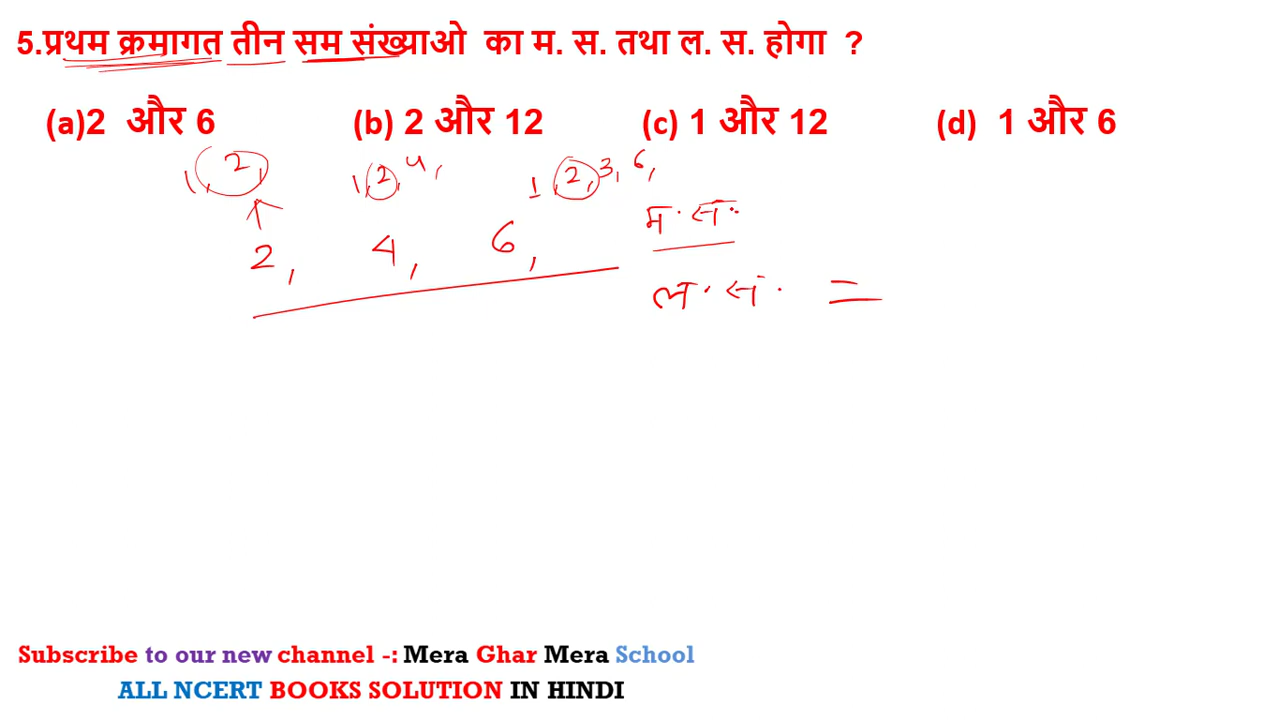 5.प्रथम क्रमागत तीन सम संख्याओ का म. स. तथा ल. स. होगा ?
(a)2 और 6 (b) 2 और 12 (c) 1 और 12 (d) 1 और 6
1, 2, 1, 2, 4, 1, 2, 3, 6,
म. स.
2, 4, 6,
ल. स. =
Subscribe to our new channel -: Mera Ghar Mera School
ALL NCERT BOOKS SOLUTION IN HINDI